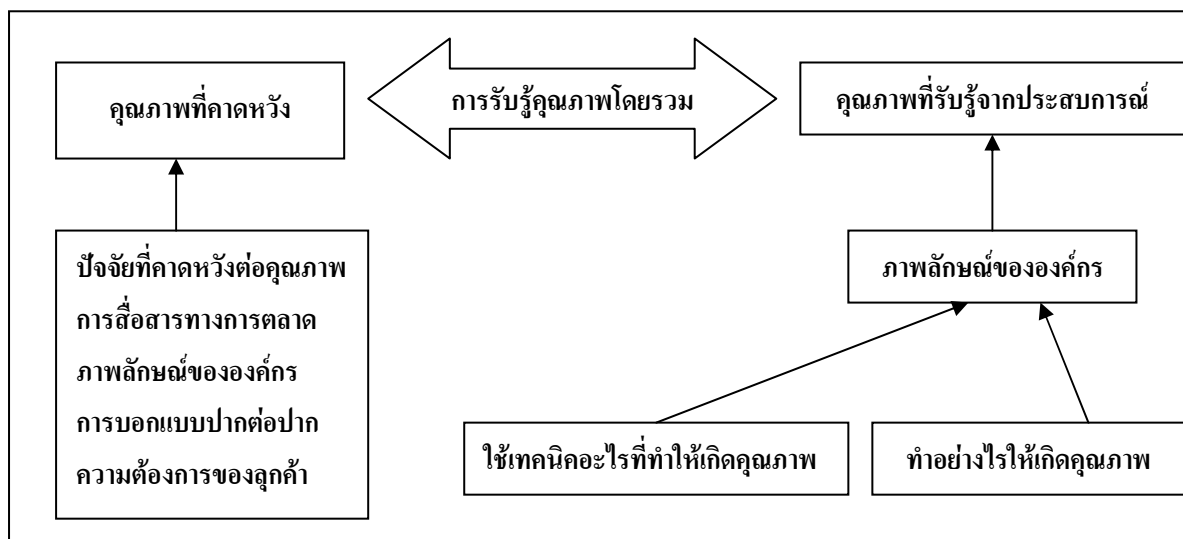 คุณภาพที่คาดหวัง
การรับรู้คุณภาพโดยรวม
คุณภาพที่รับรู้จากประสบการณ์
ปัจจัยที่คาดหวังต่อคุณภาพ
การสื่อสารทางการตลาด
ภาพลักษณ์ขององค์กร
การบอกแบบปากต่อปาก
ความต้องการของลูกค้า
ภาพลักษณ์ขององค์กร
ใช้เทคนิคอะไรที่ทำให้เกิดคุณภาพ
ทำอย่างไรให้เกิดคุณภาพ